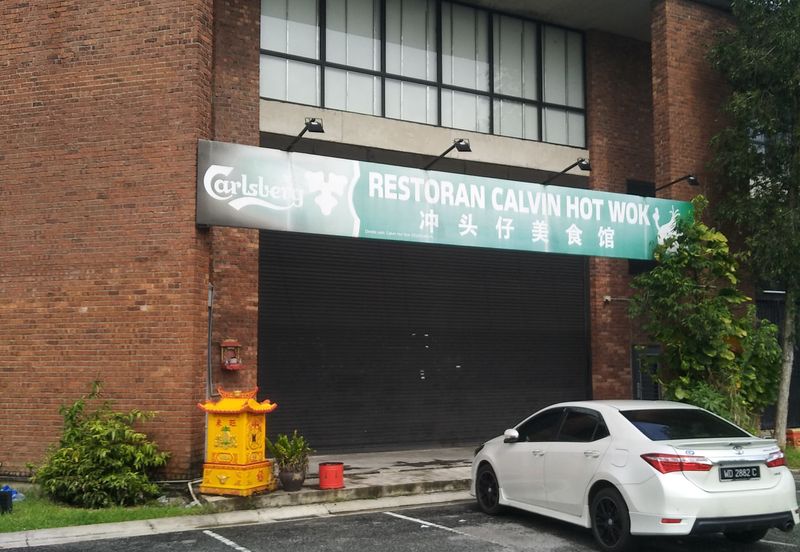 Carlsberg
RESTORAN CALVIN HOT WOK
冲头仔美食馆
WD 2882 C